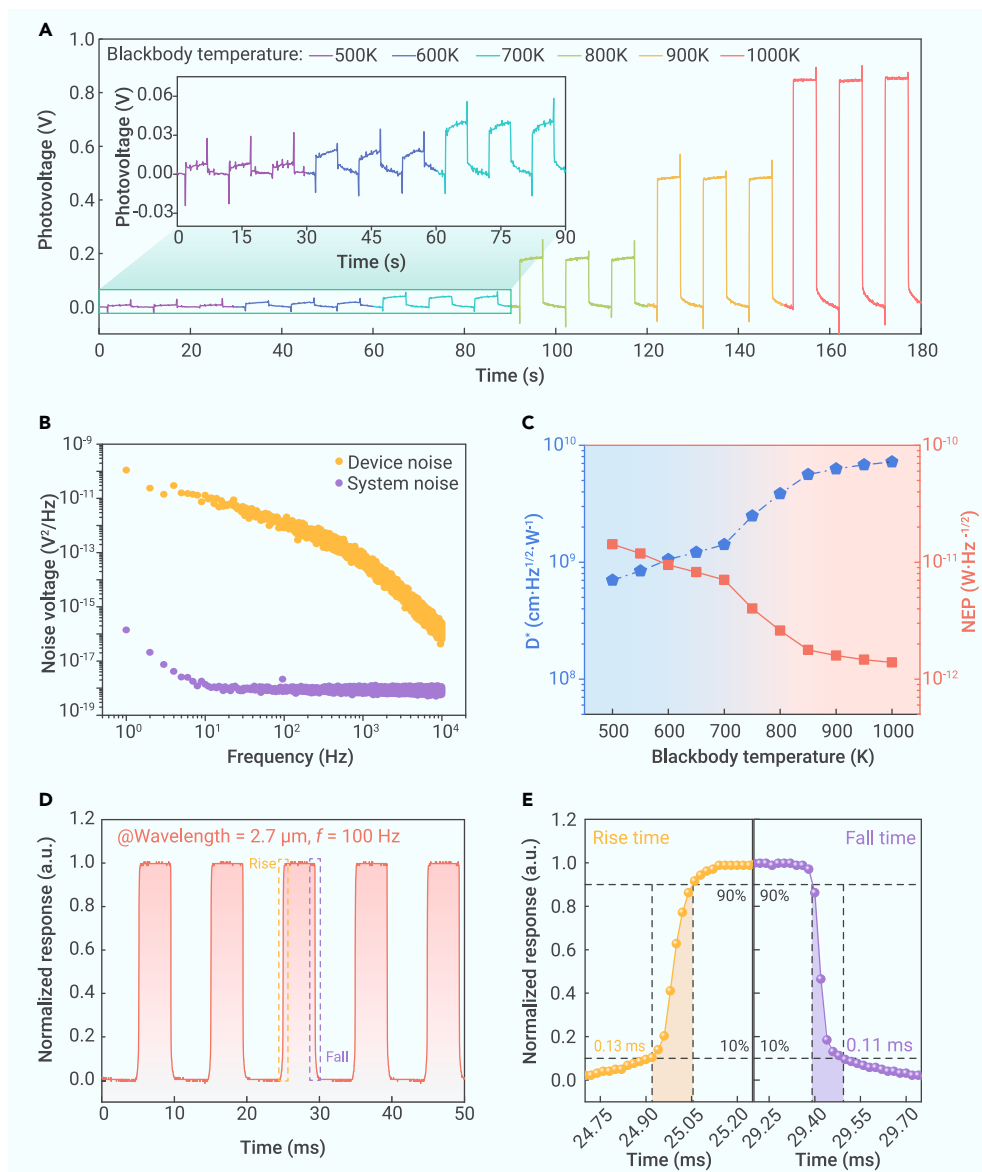 A
Blackbody temperature: 500K 600K 700K 800K 900K 1000K
Photovoltage (V)
1.0
0.8
0.6
0.4
0.2
0.0
Photovoltage (V)
0.06
0.03
0.00
-0.03
0 15 30 45 60 75 90
Time (s)
0 20 40 60 80 100 120 140 160 180
Time (s)
B
Noise voltage (V²/Hz)
10⁻⁹
10⁻¹¹
10⁻¹³
10⁻¹⁵
10⁻¹⁷
10⁻¹⁹
Device noise
System noise
10⁰ 10¹ 10² 10³ 10⁴
Frequency (Hz)
C
D* (cm·Hz¹/²·W⁻¹)
10¹⁰
10⁹
10⁸
10⁻¹⁰
10⁻¹¹
10⁻¹²
NEP (W·Hz⁻¹/²)
500 600 700 800 900 1000
Blackbody temperature (K)
D
Normalized response (a.u.)
1.2
1.0
0.8
0.6
0.4
0.2
0.0
@Wavelength = 2.7 µm, f = 100 Hz
Rise
Fall
0 10 20 30 40 50
Time (ms)
E
Normalized response (a.u.)
1.2
1.0
0.8
0.6
0.4
0.2
0.0
Rise time
Fall time
90% 90%
0.13 ms 10% 10% 0.11 ms
24.75 24.90 25.05 25.20 29.25 29.40 29.55 29.70
Time (ms) Time (ms)